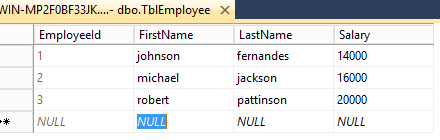 WIN-MP2F0BF33JK....- dbo.TblEmployee
EmployeeId FirstName LastName Salary
1 johnson fernandes 14000
2 michael jackson 16000
3 robert pattinson 20000
NULL NULL NULL NULL